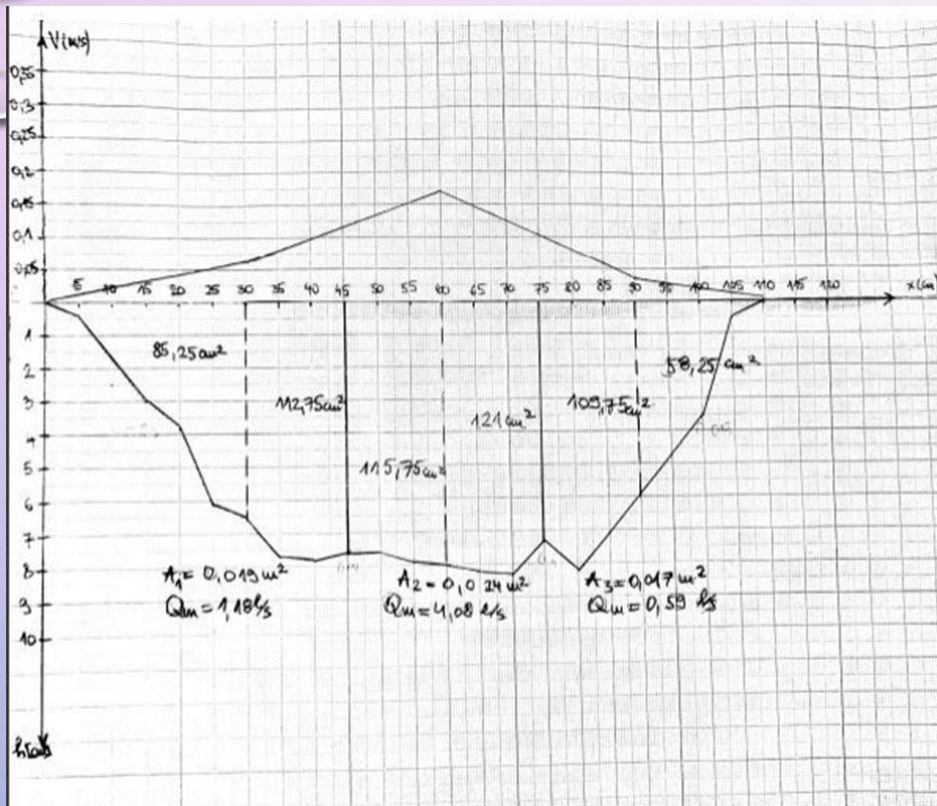 V(m/s)
0,35
0,3
0,25
0,2
0,15
0,1
0,05
5 10 15 20 25 30 35 40 45 50 55 60 65 70 75 80 85 90 95 100 105 110 115 120 x(cm)
1
2
3
4
5
6
7
8
9
10
85,25cm²
112,75cm²
115,75cm²
121cm²
109,75cm²
58,25 cm²
A₁= 0,019 m²
Qm = 1,18 l/s
A₂ = 0,024 m²
Qm = 4,08 l/s
A₃ = 0,017 m²
Qm = 0,59 l/s